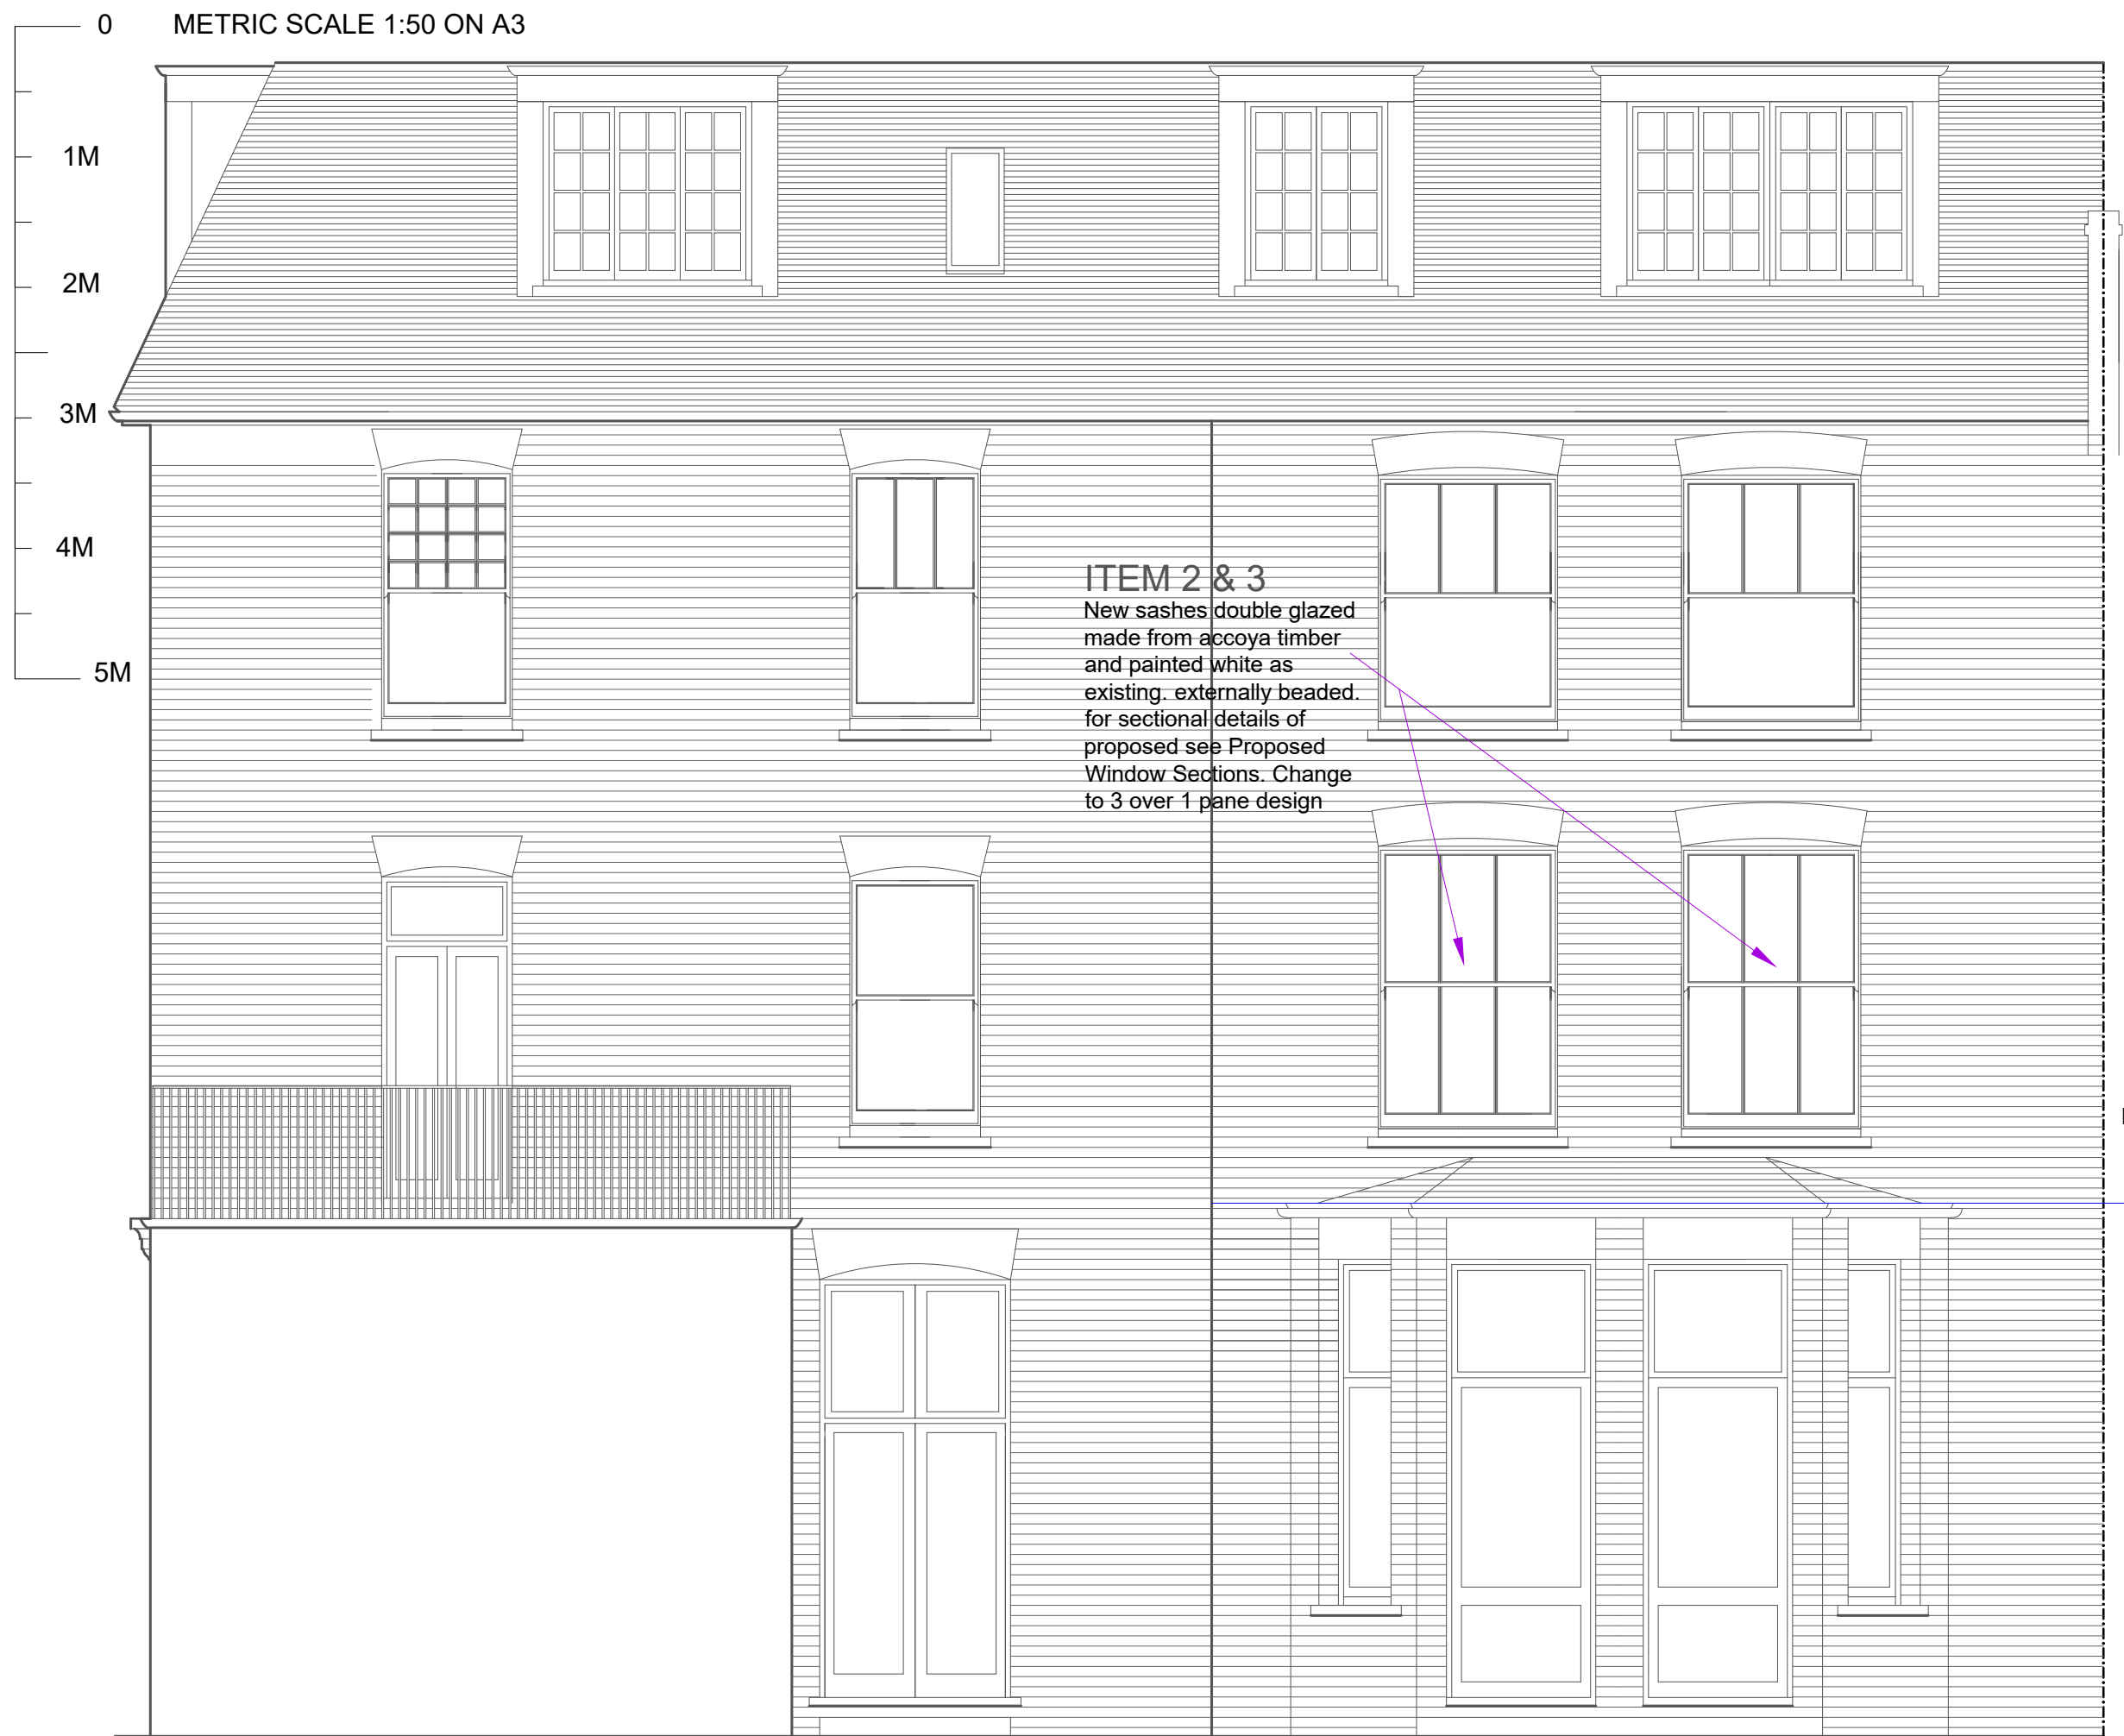 0 METRIC SCALE 1:50 ON A3
1M
2M
3M
4M
5M
ITEM 2 & 3
New sashes double glazed
made from accoya timber
and painted white as
existing. externally beaded.
for sectional details of
proposed see Proposed
Window Sections. Change
to 3 over 1 pane design